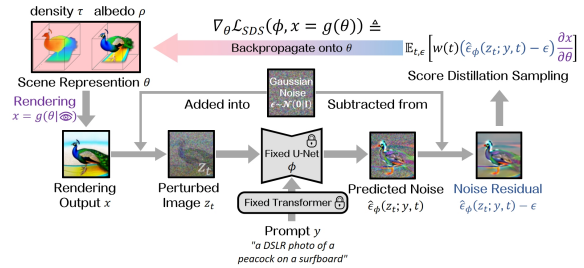 density τ albedo ρ
∇θℒSDS(ϕ, x = g(θ)) ≜
Backpropagate onto θ
𝔼t,ϵ [w(t)(ϵ̂ϕ(zt; y, t) − ϵ) ∂x/∂θ]
Scene Represention θ
Score Distillation Sampling
Rendering
x = g(θ|👁)
Added into
Gaussian
Noise
ϵ~𝒩(0|I)
Subtracted from
zt
Fixed U-Net
ϕ
Rendering
Output x
Perturbed
Image zt
Fixed Transformer
Predicted Noise
ϵ̂ϕ(zt; y, t)
Noise Residual
ϵ̂ϕ(zt; y, t) − ϵ
Prompt y
"a DSLR photo of a
peacock on a surfboard"